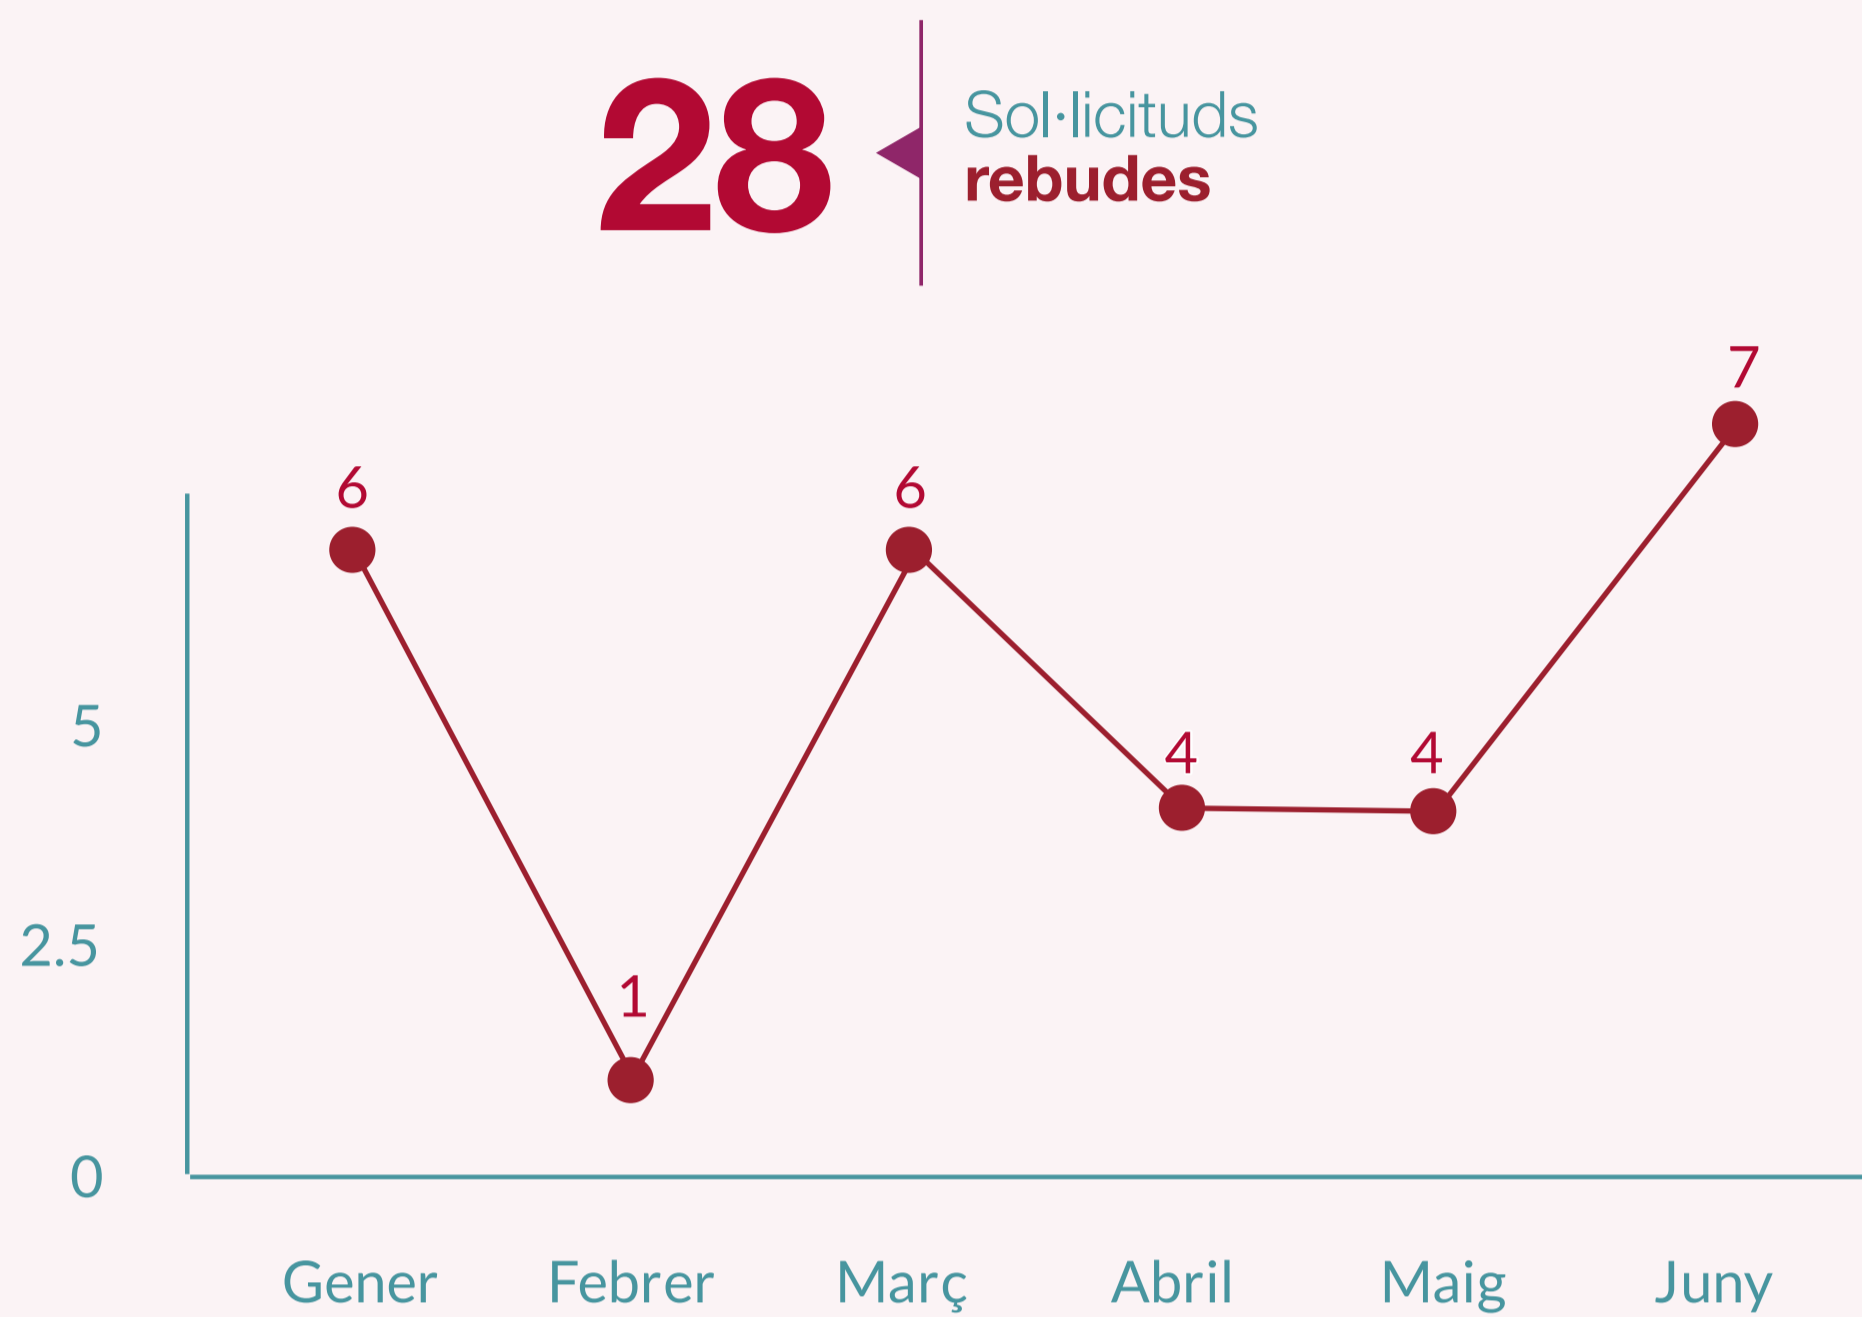 28
Sol·licituds
rebudes
7
6
6
5
4
4
2.5
1
0
Gener
Febrer
Març
Abril
Maig
Juny